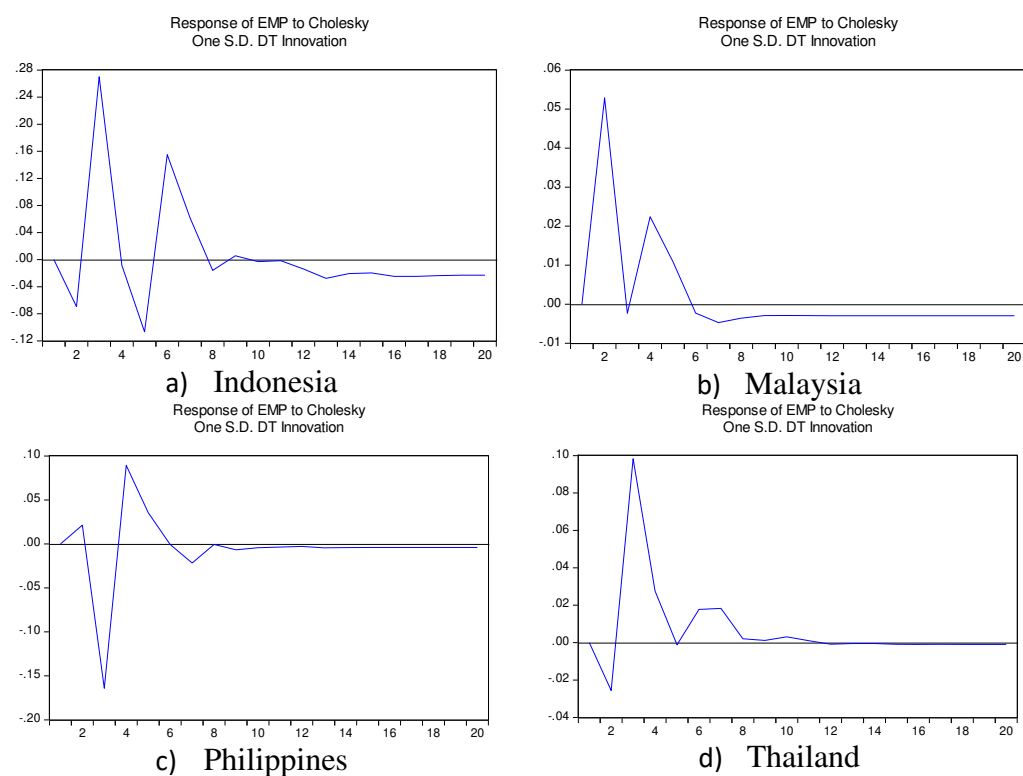 Response of EMP to Cholesky
One S.D. DT Innovation
.28
.24
.20
.16
.12
.08
.04
.00
-.04
-.08
-.12
2 4 6 8 10 12 14 16 18 20
a) Indonesia
Response of EMP to Cholesky
One S.D. DT Innovation
.06
.05
.04
.03
.02
.01
.00
-.01
2 4 6 8 10 12 14 16 18 20
b) Malaysia
Response of EMP to Cholesky
One S.D. DT Innovation
.10
.05
.00
-.05
-.10
-.15
-.20
2 4 6 8 10 12 14 16 18 20
c) Philippines
Response of EMP to Cholesky
One S.D. DT Innovation
.10
.08
.06
.04
.02
.00
-.02
-.04
2 4 6 8 10 12 14 16 18 20
d) Thailand